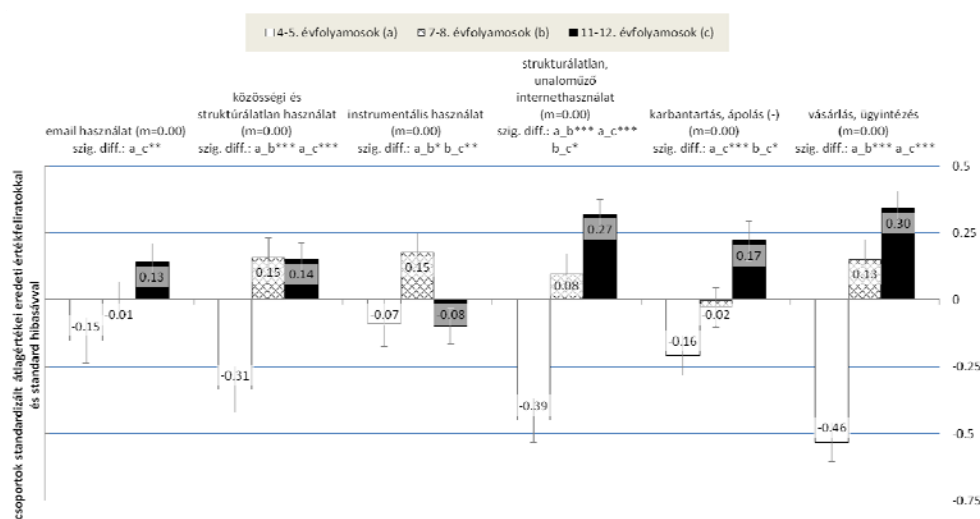 4-5. évfolyamosok (a) 7-8. évfolyamosok (b) 11-12. évfolyamosok (c)
email használat (m=0.00)
szig. diff.: a_c**
közösségi és
strukturálatlan használat
(m=0.00)
szig. diff.: a_b*** a_c***
instrumentális használat
(m=0.00)
szig. diff.: a_b* b_c**
strukturálatlan,
unaloműző
internethasználat
(m=0.00)
szig. diff.: a_b*** a_c***
b_c*
karbantartás, ápolás (-)
(m=0.00)
szig. diff.: a_c*** b_c*
vásárlás, ügyintézés
(m=0.00)
szig. diff.: a_b*** a_c***
csoportok standardizált átlagértékei eredeti értékfeliratokkal
és standard hibasávval
-0.15
-0.01
0.13
-0.31
0.15
0.14
-0.07
0.15
-0.08
-0.39
0.08
0.27
-0.16
-0.02
0.17
-0.46
0.13
0.30
0.5
0.25
0
-0.25
-0.5
-0.75